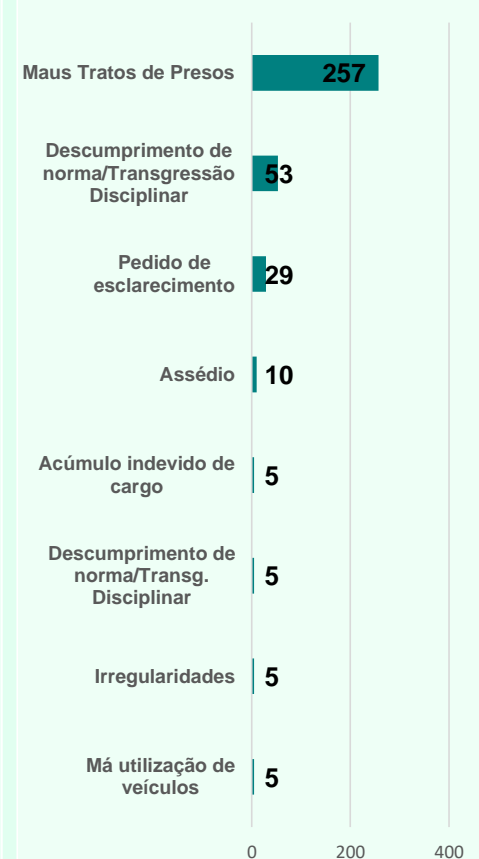 Maus Tratos de Presos
257
Descumprimento de
norma/Transgressão
Disciplinar
53
Pedido de
esclarecimento
29
Assédio
10
Acúmulo indevido de
cargo
5
Descumprimento de
norma/Transg.
Disciplinar
5
Irregularidades
5
Má utilização de
veículos
5
0 200 400